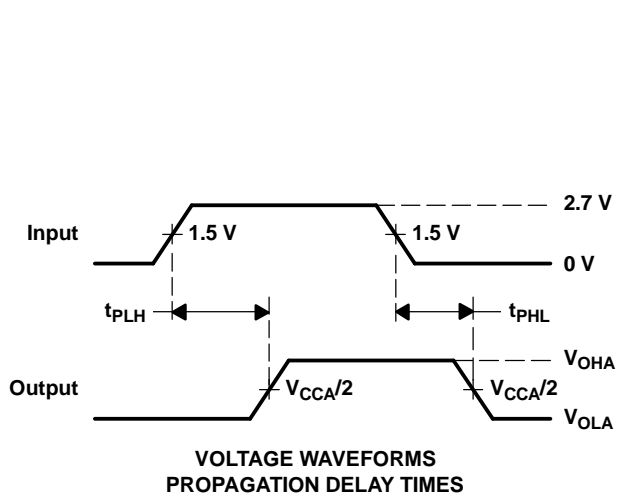 2.7 V
Input
1.5 V
1.5 V
0 V
tPLH
tPHL
VOHA
Output
VCCA/2
VCCA/2
VOLA
VOLTAGE WAVEFORMS
PROPAGATION DELAY TIMES